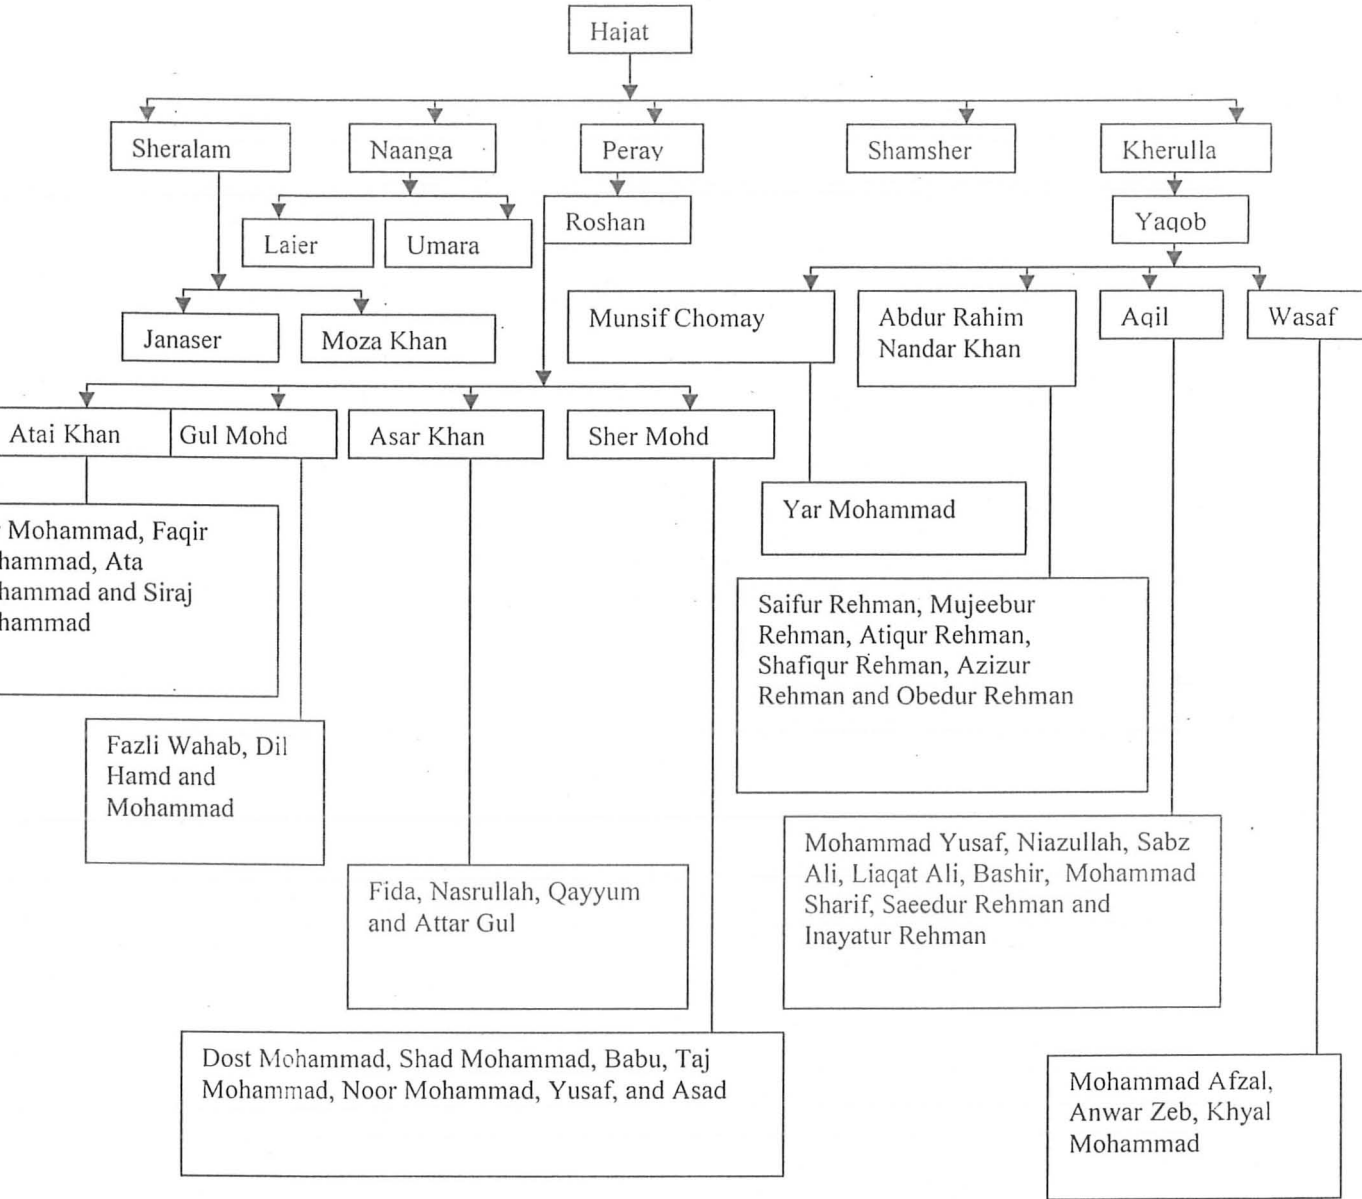 Hajat
Sheralam
Naanga
Peray
Shamsher
Kherulla
Laier
Umara
Roshan
Yaqob
Janaser
Moza Khan
Munsif Chomay
Abdur Rahim
Nandar Khan
Aqil
Wasaf
Atai Khan
Gul Mohd
Asar Khan
Sher Mohd
Mohammad, Faqir
hammad, Ata
hammad and Siraj
hammad
Yar Mohammad
Saifur Rehman, Mujeebur
Rehman, Atiqur Rehman,
Shafiqur Rehman, Azizur
Rehman and Obedur Rehman
Fazli Wahab, Dil
Hamd and
Mohammad
Mohammad Yusaf, Niazullah, Sabz
Ali, Liaqat Ali, Bashir, Mohammad
Sharif, Saeedur Rehman and
Inayatur Rehman
Fida, Nasrullah, Qayyum
and Attar Gul
Dost Mohammad, Shad Mohammad, Babu, Taj
Mohammad, Noor Mohammad, Yusaf, and Asad
Mohammad Afzal,
Anwar Zeb, Khyal
Mohammad